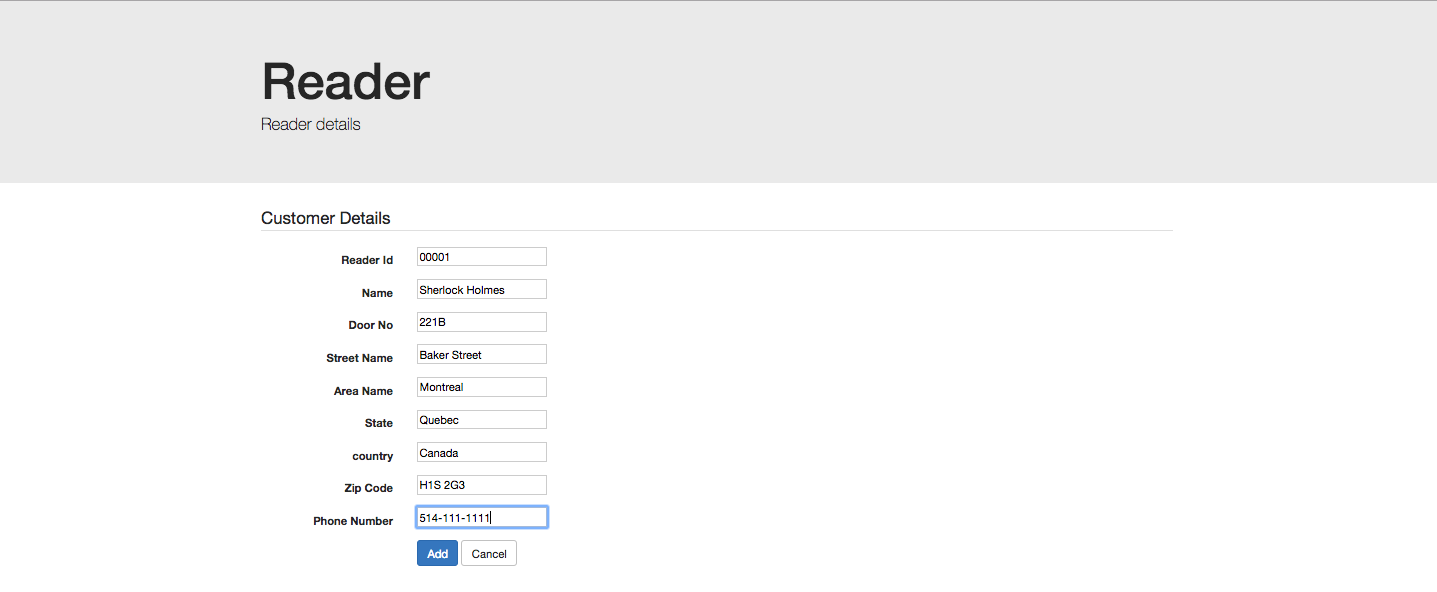 Reader
Reader details
Customer Details
Reader Id 00001
Name Sherlock Holmes
Door No 221B
Street Name Baker Street
Area Name Montreal
State Quebec
country Canada
Zip Code H1S 2G3
Phone Number 514-111-1111
Add Cancel